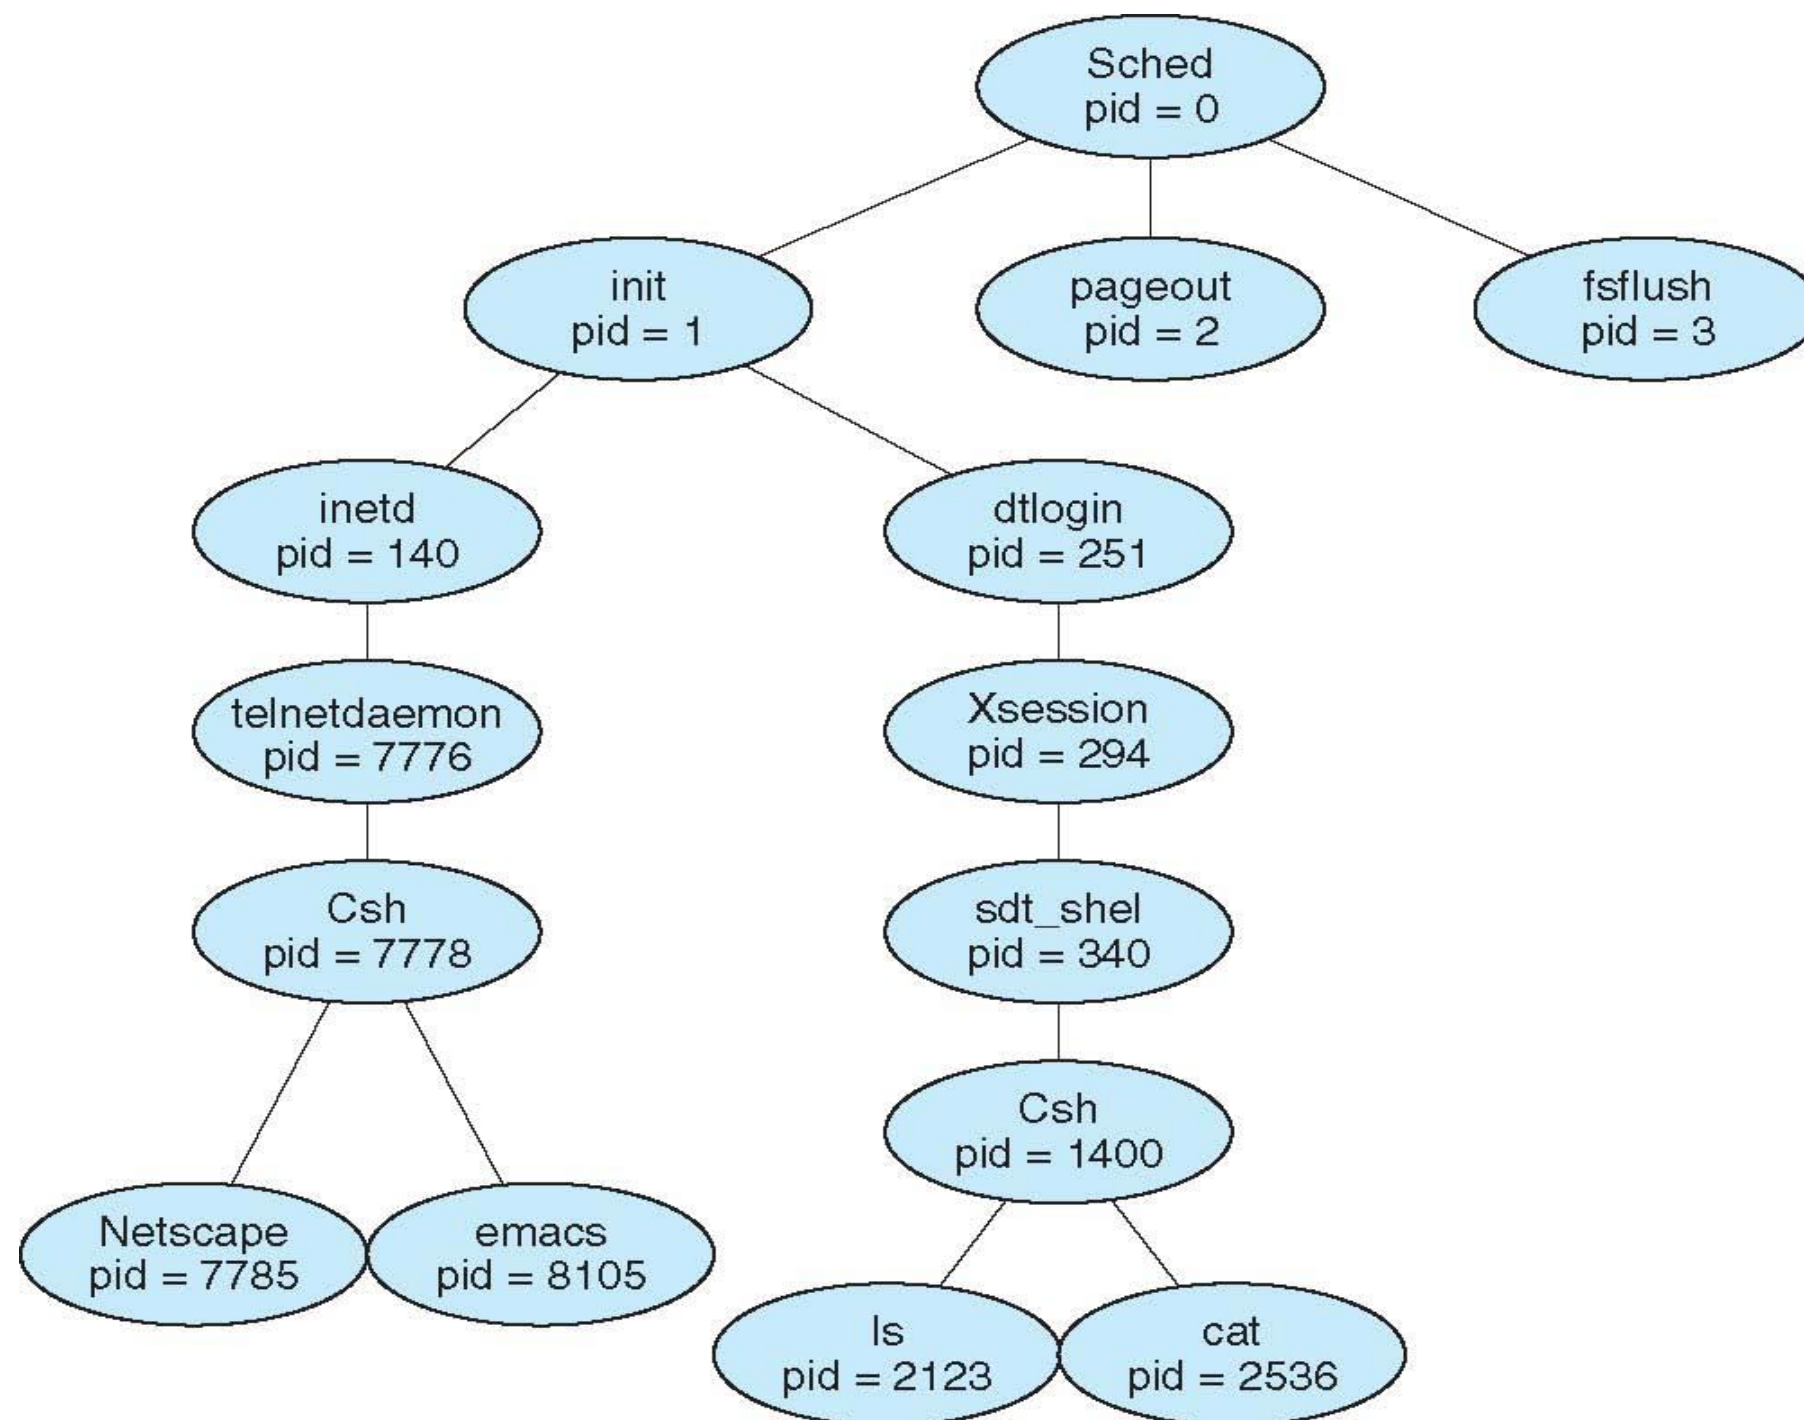 Sched
pid = 0
init
pid = 1
pageout
pid = 2
fsflush
pid = 3
inetd
pid = 140
dtlogin
pid = 251
telnetdaemon
pid = 7776
Xsession
pid = 294
Csh
pid = 7778
sdt_shel
pid = 340
Csh
pid = 1400
Netscape
pid = 7785
emacs
pid = 8105
ls
pid = 2123
cat
pid = 2536